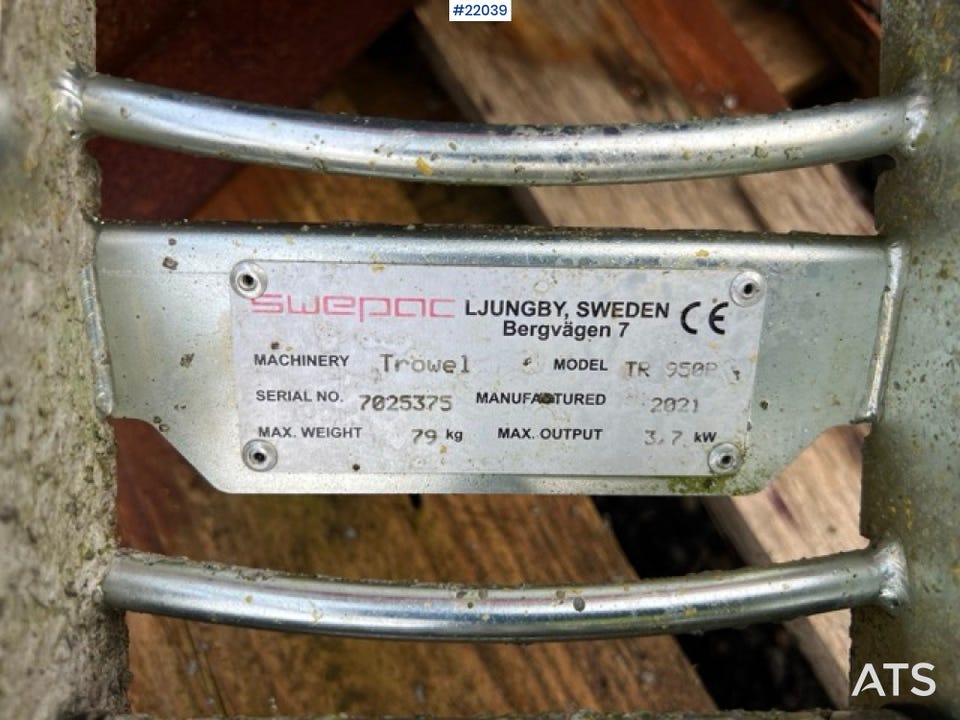 #22039
swepac LJUNGBY, SWEDEN CE
Bergvägen 7
MACHINERY Trowel MODEL TR 950P
SERIAL NO. 7025375 MANUFACTURED 2021
MAX. WEIGHT 79 kg MAX. OUTPUT 3,7 kW
ATS